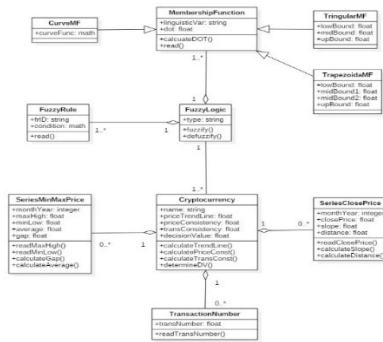 MembershipFunction
+linguisticVar: string
+dot: float
+calcuateDOT()
+read()
CurveMF
+curveFunc: math
TringularMF
+lowBound: float
+midBound: float
+upBound: float
TrapezoidaMF
+lowBound: float
+midBound1: float
+midBound2: float
+upBound: float
1..*
1
FuzzyRule
+frID: string
+condition: math
+read()
1..*
1
FuzzyLogic
+type: string
+fuzzify()
+defuzzify()
1
1..*
SeriesMinMaxPrice
+monthYear: integer
+maxHigh: float
+minLow: float
+average: float
+gap: float
+readMaxHigh()
+readMinLow()
+calculateGap()
+calculateAverage()
0..*
1
Cryptocurrency
+name: string
+priceTrendLine: float
+priceConsistency: float
+transConsistency: float
+decisionValue: float
+calculateTrendLine()
+calculatePriceConst()
+calculateTransConst()
+determineDV()
1
0..*
SeriesClosePrice
+monthYear: integer
+closePrice: float
+slope: float
+distance: float
+readClosePrice()
+calculateSlope()
+calculateDistance()
1
0..*
TransactionNumber
+transNumber: float
+readTransNumber()